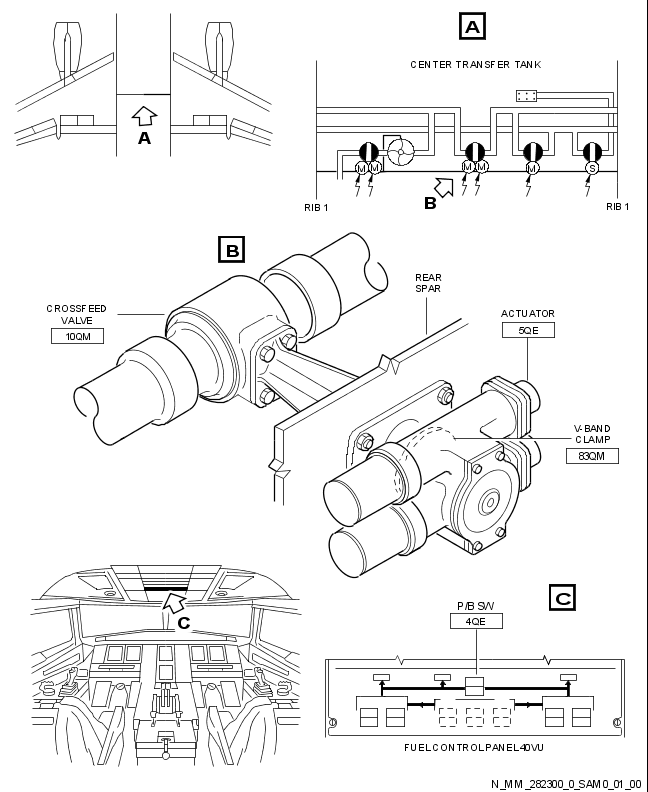 A
CENTER TRANSFER TANK
A
M
M
M
M
M
S
B
RIB 1
RIB 1
B
REAR
SPAR
CROSSFEED
VALVE
10QM
ACTUATOR
5QE
V-BAND
CLAMP
83QM
C
C
P/B SW
4QE
FUEL CONTROL PANEL 40VU
N_MM_282300_0_SAM0_01_00